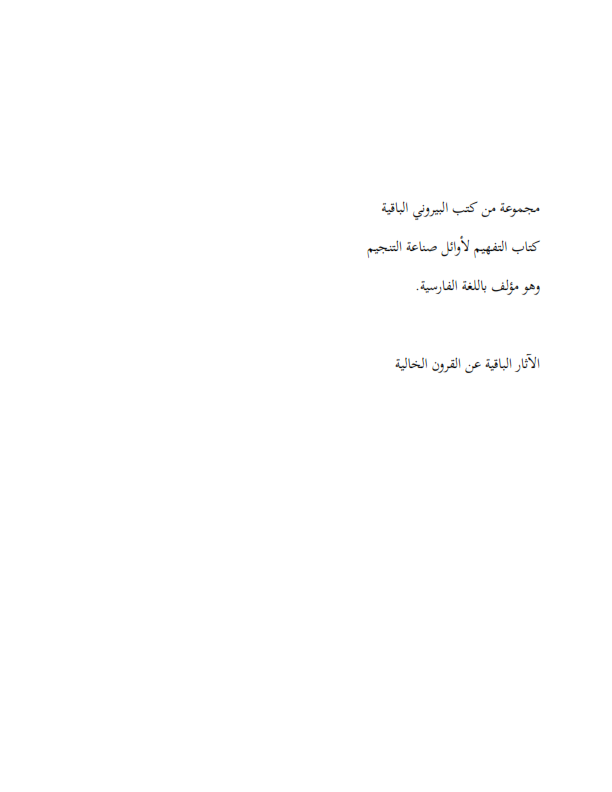 مجموعة من كتب البيروني الباقية
كتاب التفهيم لأوائل صناعة التنجيم
وهو مؤلف باللغة الفارسية.
الآثار الباقية عن القرون الخالية